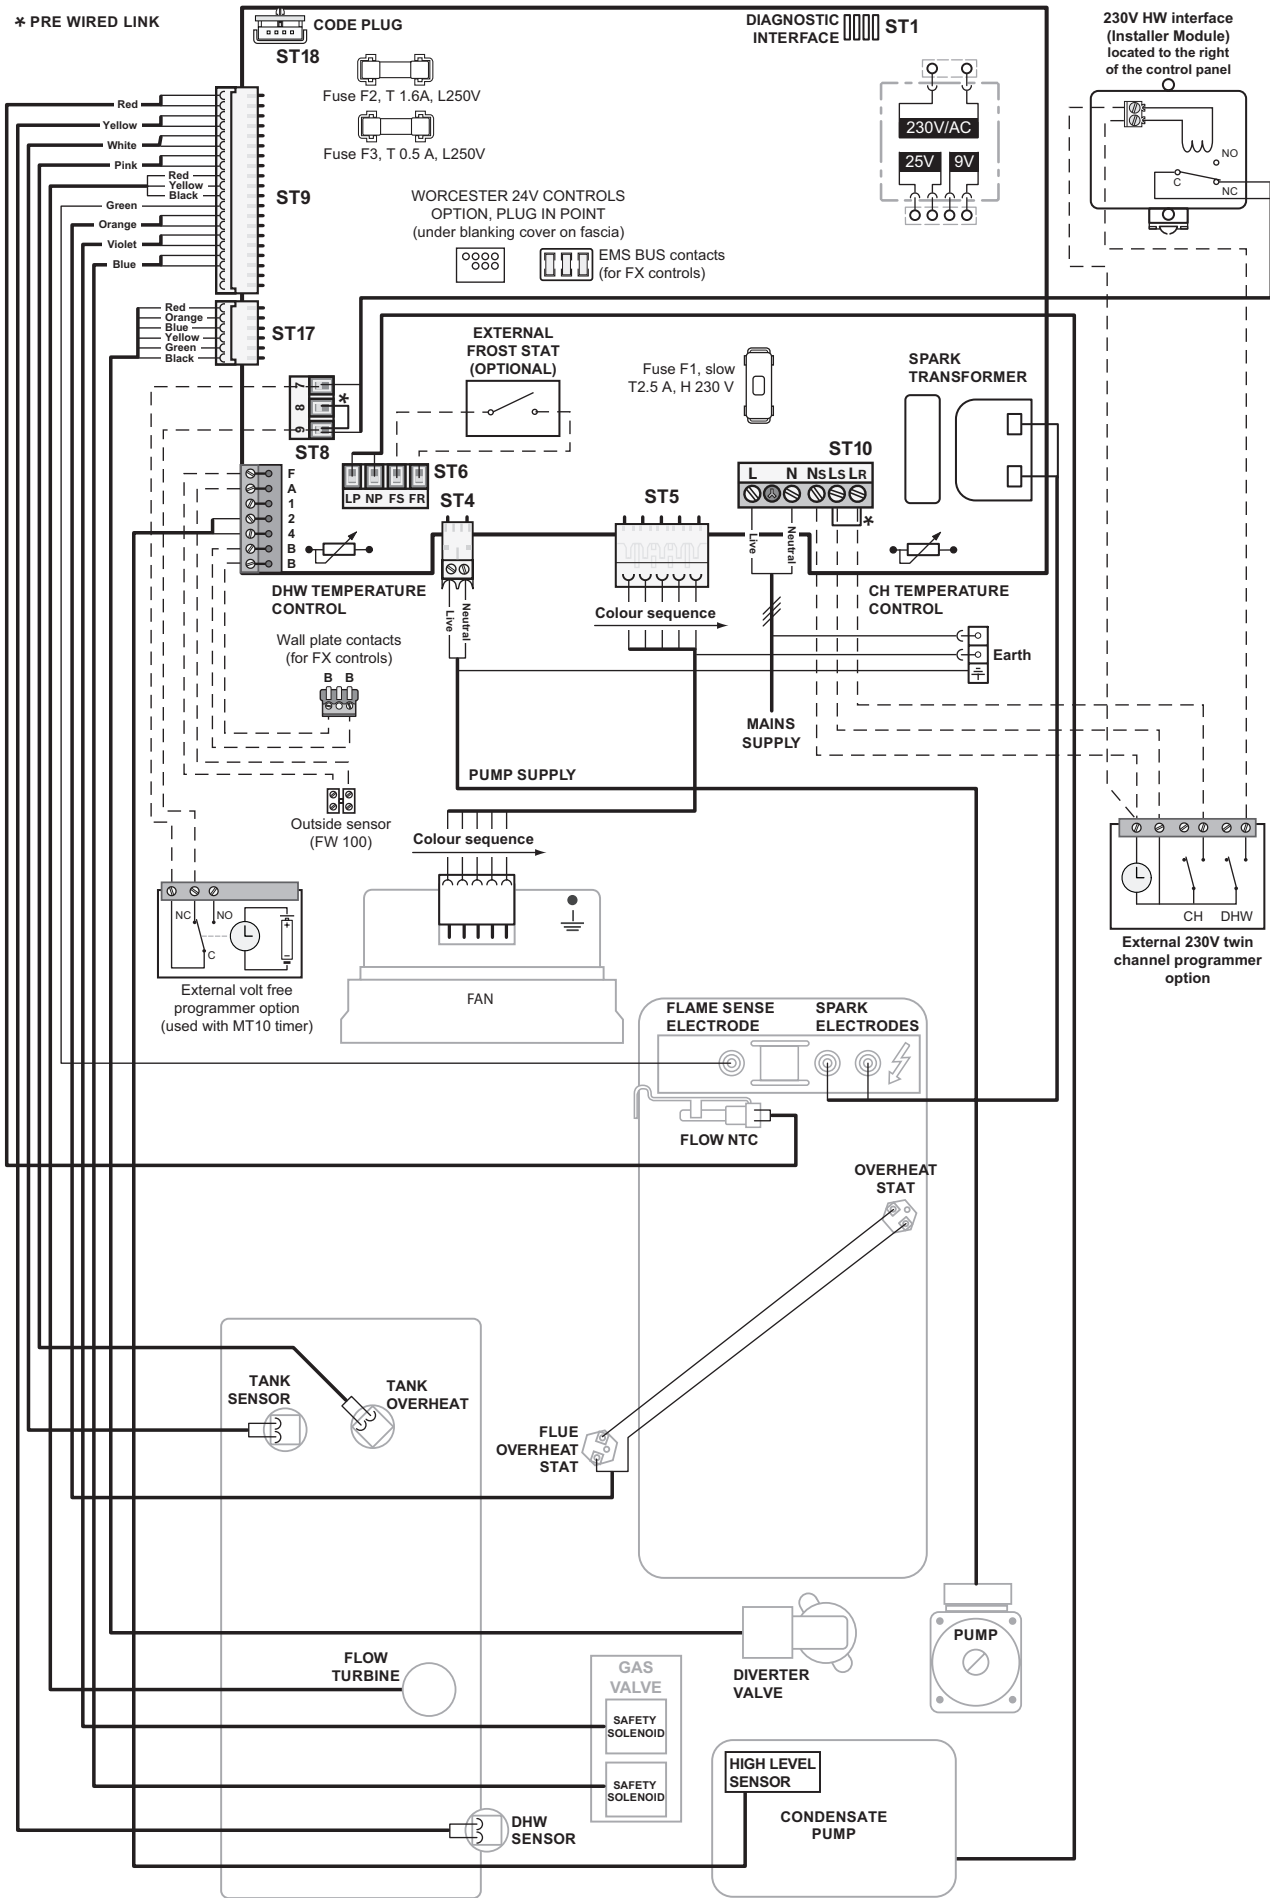 * PRE WIRED LINK
CODE PLUG
ST18
DIAGNOSTIC
INTERFACE
ST1
230V HW interface
(Installer Module)
located to the right
of the control panel
Fuse F2, T 1.6A, L250V
Fuse F3, T 0.5 A, L250V
230V/AC
25V
9V
NO
C
NC
Red
Yellow
White
Pink
Red
Yellow
Black
Green
Orange
Violet
Blue
ST9
WORCESTER 24V CONTROLS
OPTION, PLUG IN POINT
(under blanking cover on fascia)
EMS BUS contacts
(for FX controls)
Red
Orange
Blue
Yellow
Green
Black
ST17
EXTERNAL
FROST STAT
(OPTIONAL)
Fuse F1, slow
T2.5 A, H 230 V
SPARK
TRANSFORMER
7
8
9
*
ST8
ST6
LP NP FS FR
ST10
L N NS LS LR
*
F
A
1
2
4
B
B
ST4
ST5
Live
Neutral
Live
Neutral
DHW TEMPERATURE
CONTROL
CH TEMPERATURE
CONTROL
Colour sequence
Wall plate contacts
(for FX controls)
B B
Earth
MAINS
SUPPLY
PUMP SUPPLY
Outside sensor
(FW 100)
Colour sequence
NC
NO
C
External volt free
programmer option
(used with MT10 timer)
FAN
CH
DHW
External 230V twin
channel programmer
option
FLAME SENSE
ELECTRODE
SPARK
ELECTRODES
FLOW NTC
OVERHEAT
STAT
TANK
SENSOR
TANK
OVERHEAT
FLUE
OVERHEAT
STAT
FLOW
TURBINE
GAS
VALVE
SAFETY
SOLENOID
SAFETY
SOLENOID
DIVERTER
VALVE
PUMP
HIGH LEVEL
SENSOR
CONDENSATE
PUMP
DHW
SENSOR